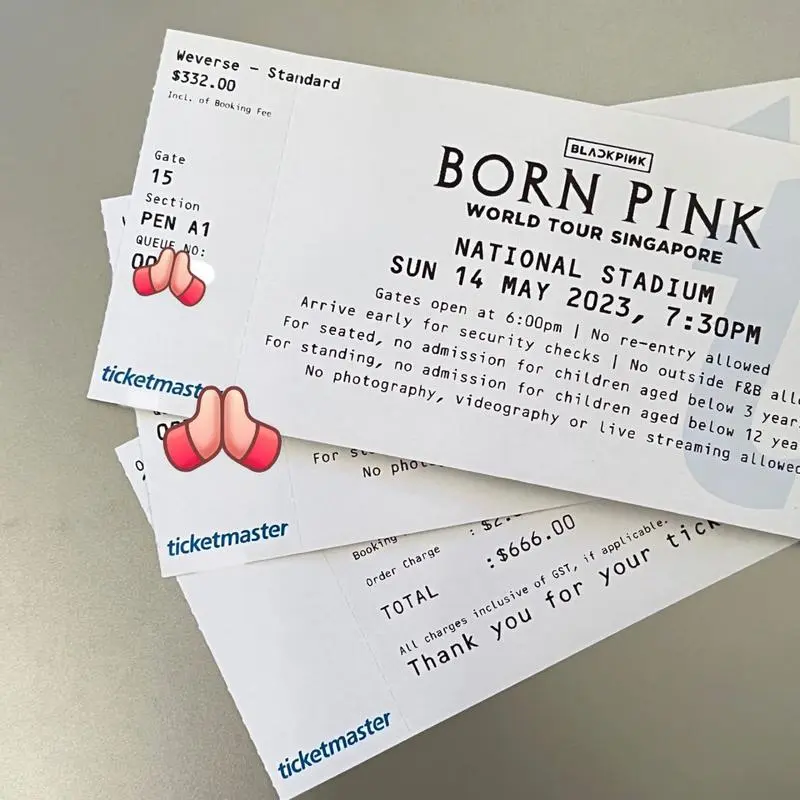 Weverse - Standard
$332.00
Incl. of Booking Fee
Gate
15
Section
PEN A1
QUEUE NO:
ticketmast
BLACKPINK
BORN PINK
WORLD TOUR SINGAPORE
NATIONAL STADIUM
SUN 14 MAY 2023, 7:30PM
Gates open at 6:00pm | No re-entry allowed
Arrive early for security checks | No outside F&B allo
For seated, no admission for children aged below 3 year
For standing, no admission for children aged below 12 yea
No photography, videography or live streaming allowed
For s
No phot
ticketmaster
Booking : $2.
Order Charge
TOTAL :$666.00
All charges inclusive of GST, if applicable.
Thank you for your tick
ticketmaster